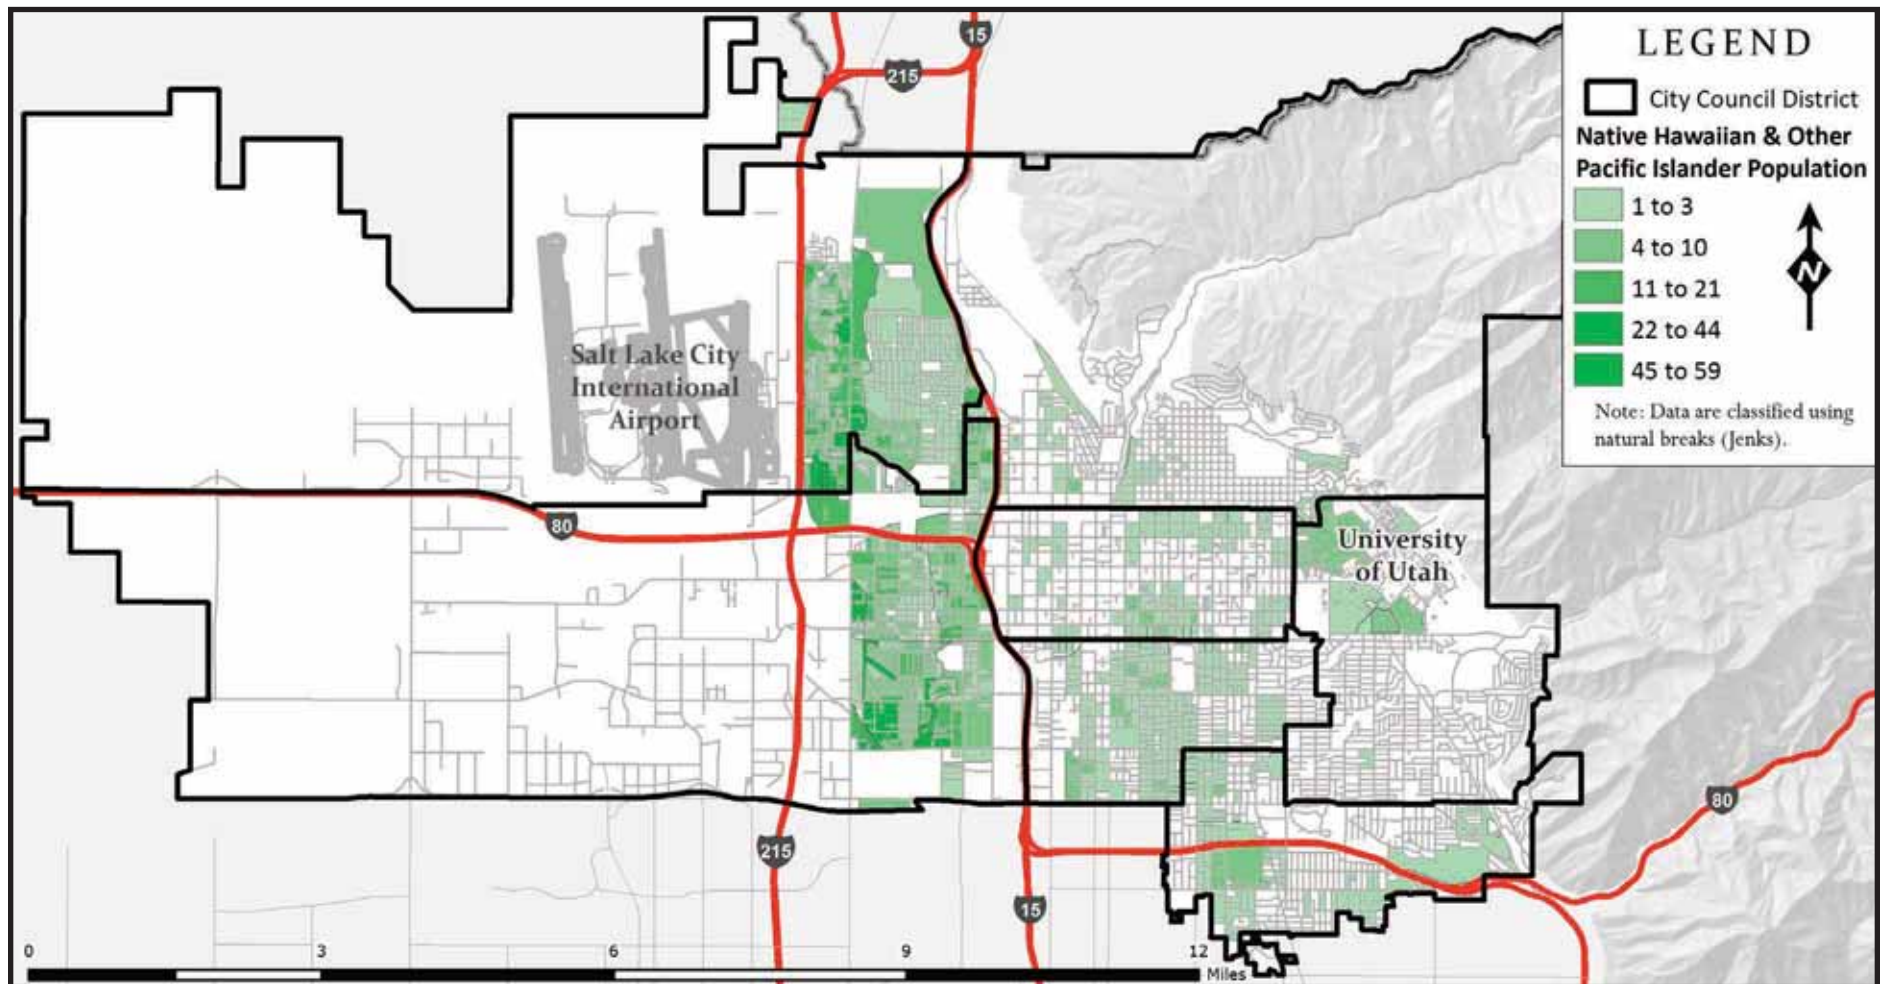 15
215
LEGEND
City Council District
Native Hawaiian & Other
Pacific Islander Population
1 to 3
4 to 10
11 to 21
22 to 44
45 to 59
N
Note: Data are classified using
natural breaks (Jenks).
Salt Lake City
International
Airport
80
University
of Utah
80
215
15
0 3 6 9 12
Miles